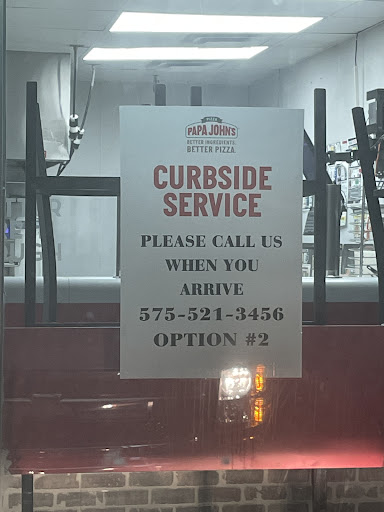 PIZZA
PAPA JOHN'S
BETTER INGREDIENTS.
BETTER PIZZA.
CURBSIDE
SERVICE
PLEASE CALL US
WHEN YOU
ARRIVE
575-521-3456
OPTION #2